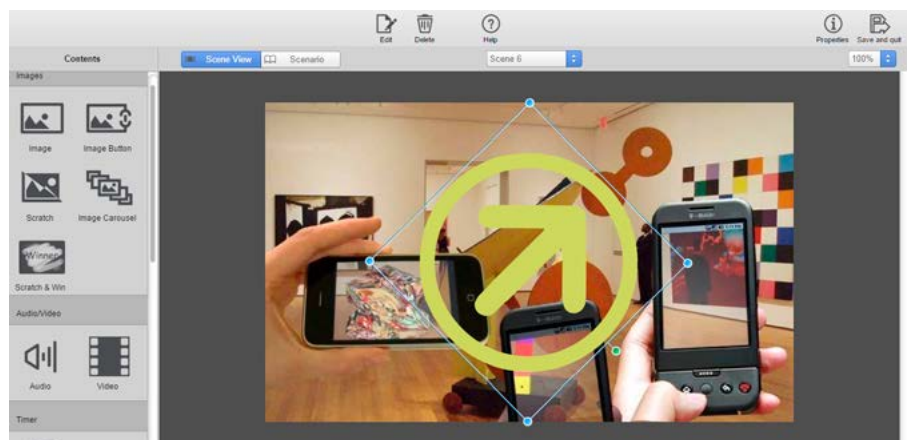 Edit Delete Help Properties Save and quit
Contents Scene View Scenario Scene 6 100%
Images
Image Image Button
Scratch Image Carousel
Winner
Scratch & Win
Audio/Video
Audio Video
Timer
T-Mobile